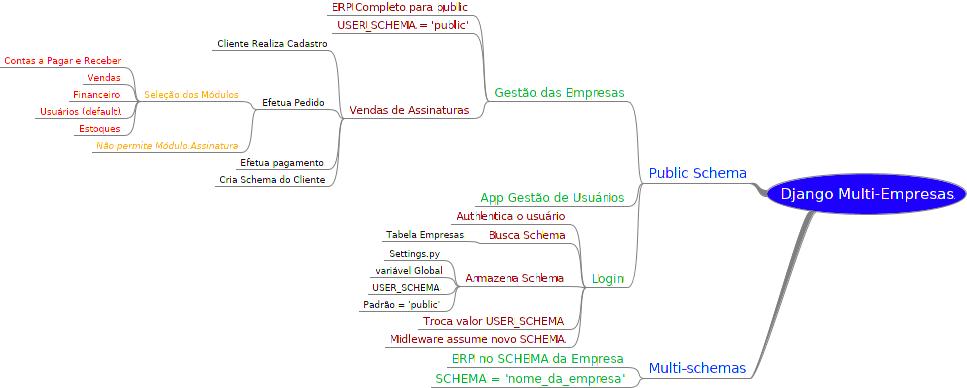 ERP Completo para public
USER_SCHEMA = 'public'
Cliente Realiza Cadastro
Contas a Pagar e Receber
Vendas
Seleção dos Módulos
Financeiro
Efetua Pedido
Usuários (default)
Vendas de Assinaturas
Estoques
Não permite Módulo Assinatura
Efetua pagamento
Cria Schema do Cliente
Gestão das Empresas
Public Schema
Django Multi-Empresas
App Gestão de Usuários
Authentica o usuário
Tabela Empresas
Busca Schema
Settings.py
variável Global
Armazena Schema
Login
USER_SCHEMA
Padrão = 'public'
Troca valor USER_SCHEMA
Midleware assume novo SCHEMA.
ERP no SCHEMA da Empresa
Multi-schemas
SCHEMA = 'nome_da_empresa'